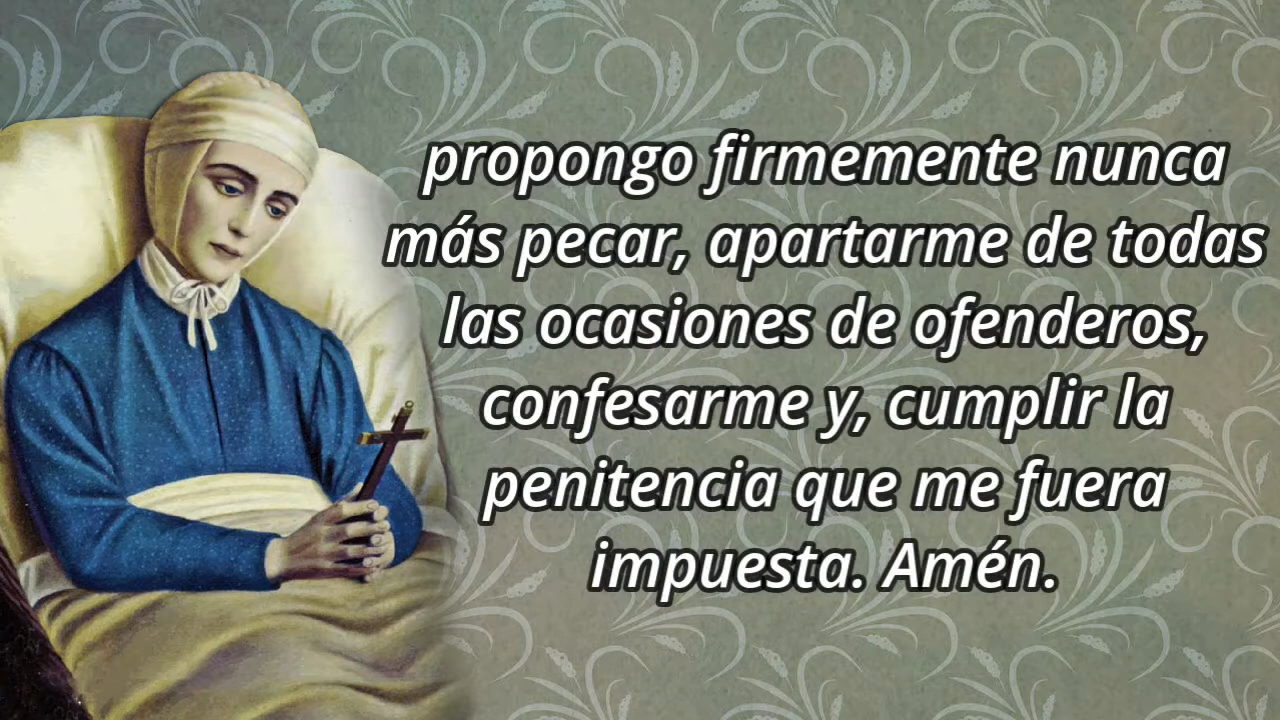 propongo firmemente nunca
más pecar, apartarme de todas
las ocasiones de ofenderos,
confesarme y, cumplir la
penitencia que me fuera
impuesta. Amén.